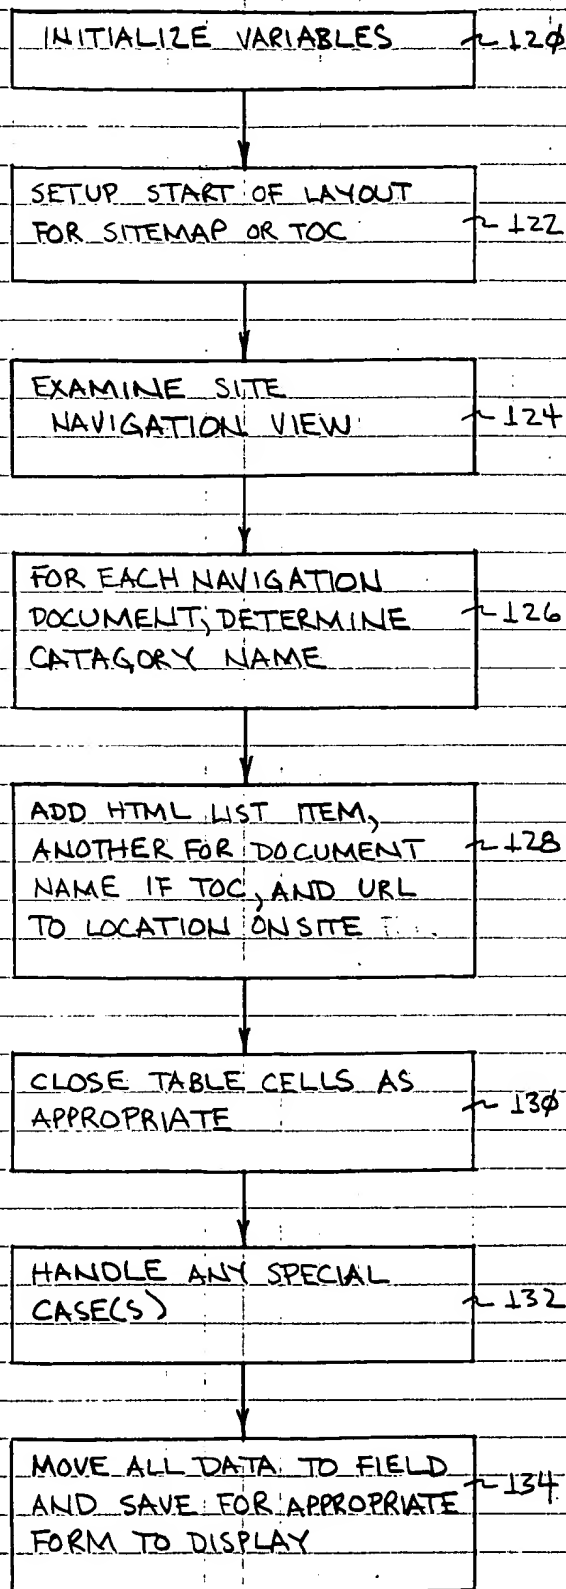 INITIALIZE VARIABLES 12φ
SETUP START OF LAYOUT
FOR SITEMAP OR TOC 122
EXAMINE SITE
NAVIGATION VIEW 124
FOR EACH NAVIGATION
DOCUMENT, DETERMINE 126
CATAGORY NAME
ADD HTML LIST ITEM,
ANOTHER FOR DOCUMENT 128
NAME IF TOC, AND URL
TO LOCATION ON SITE
CLOSE TABLE CELLS AS
APPROPRIATE 13φ
HANDLE ANY SPECIAL
CASE(S) 132
MOVE ALL DATA TO FIELD
AND SAVE FOR APPROPRIATE 134
FORM TO DISPLAY